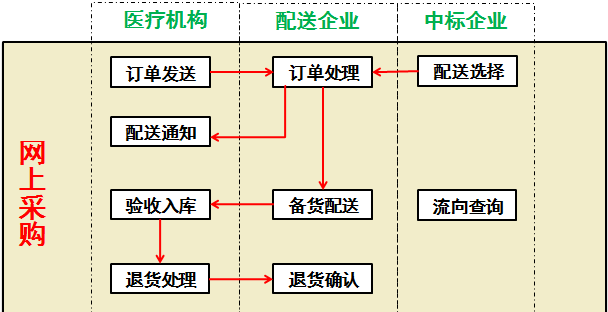 医疗机构 配送企业 中标企业
网上采购
订单发送 订单处理 配送选择
配送通知
验收入库 备货配送 流向查询
退货处理 退货确认